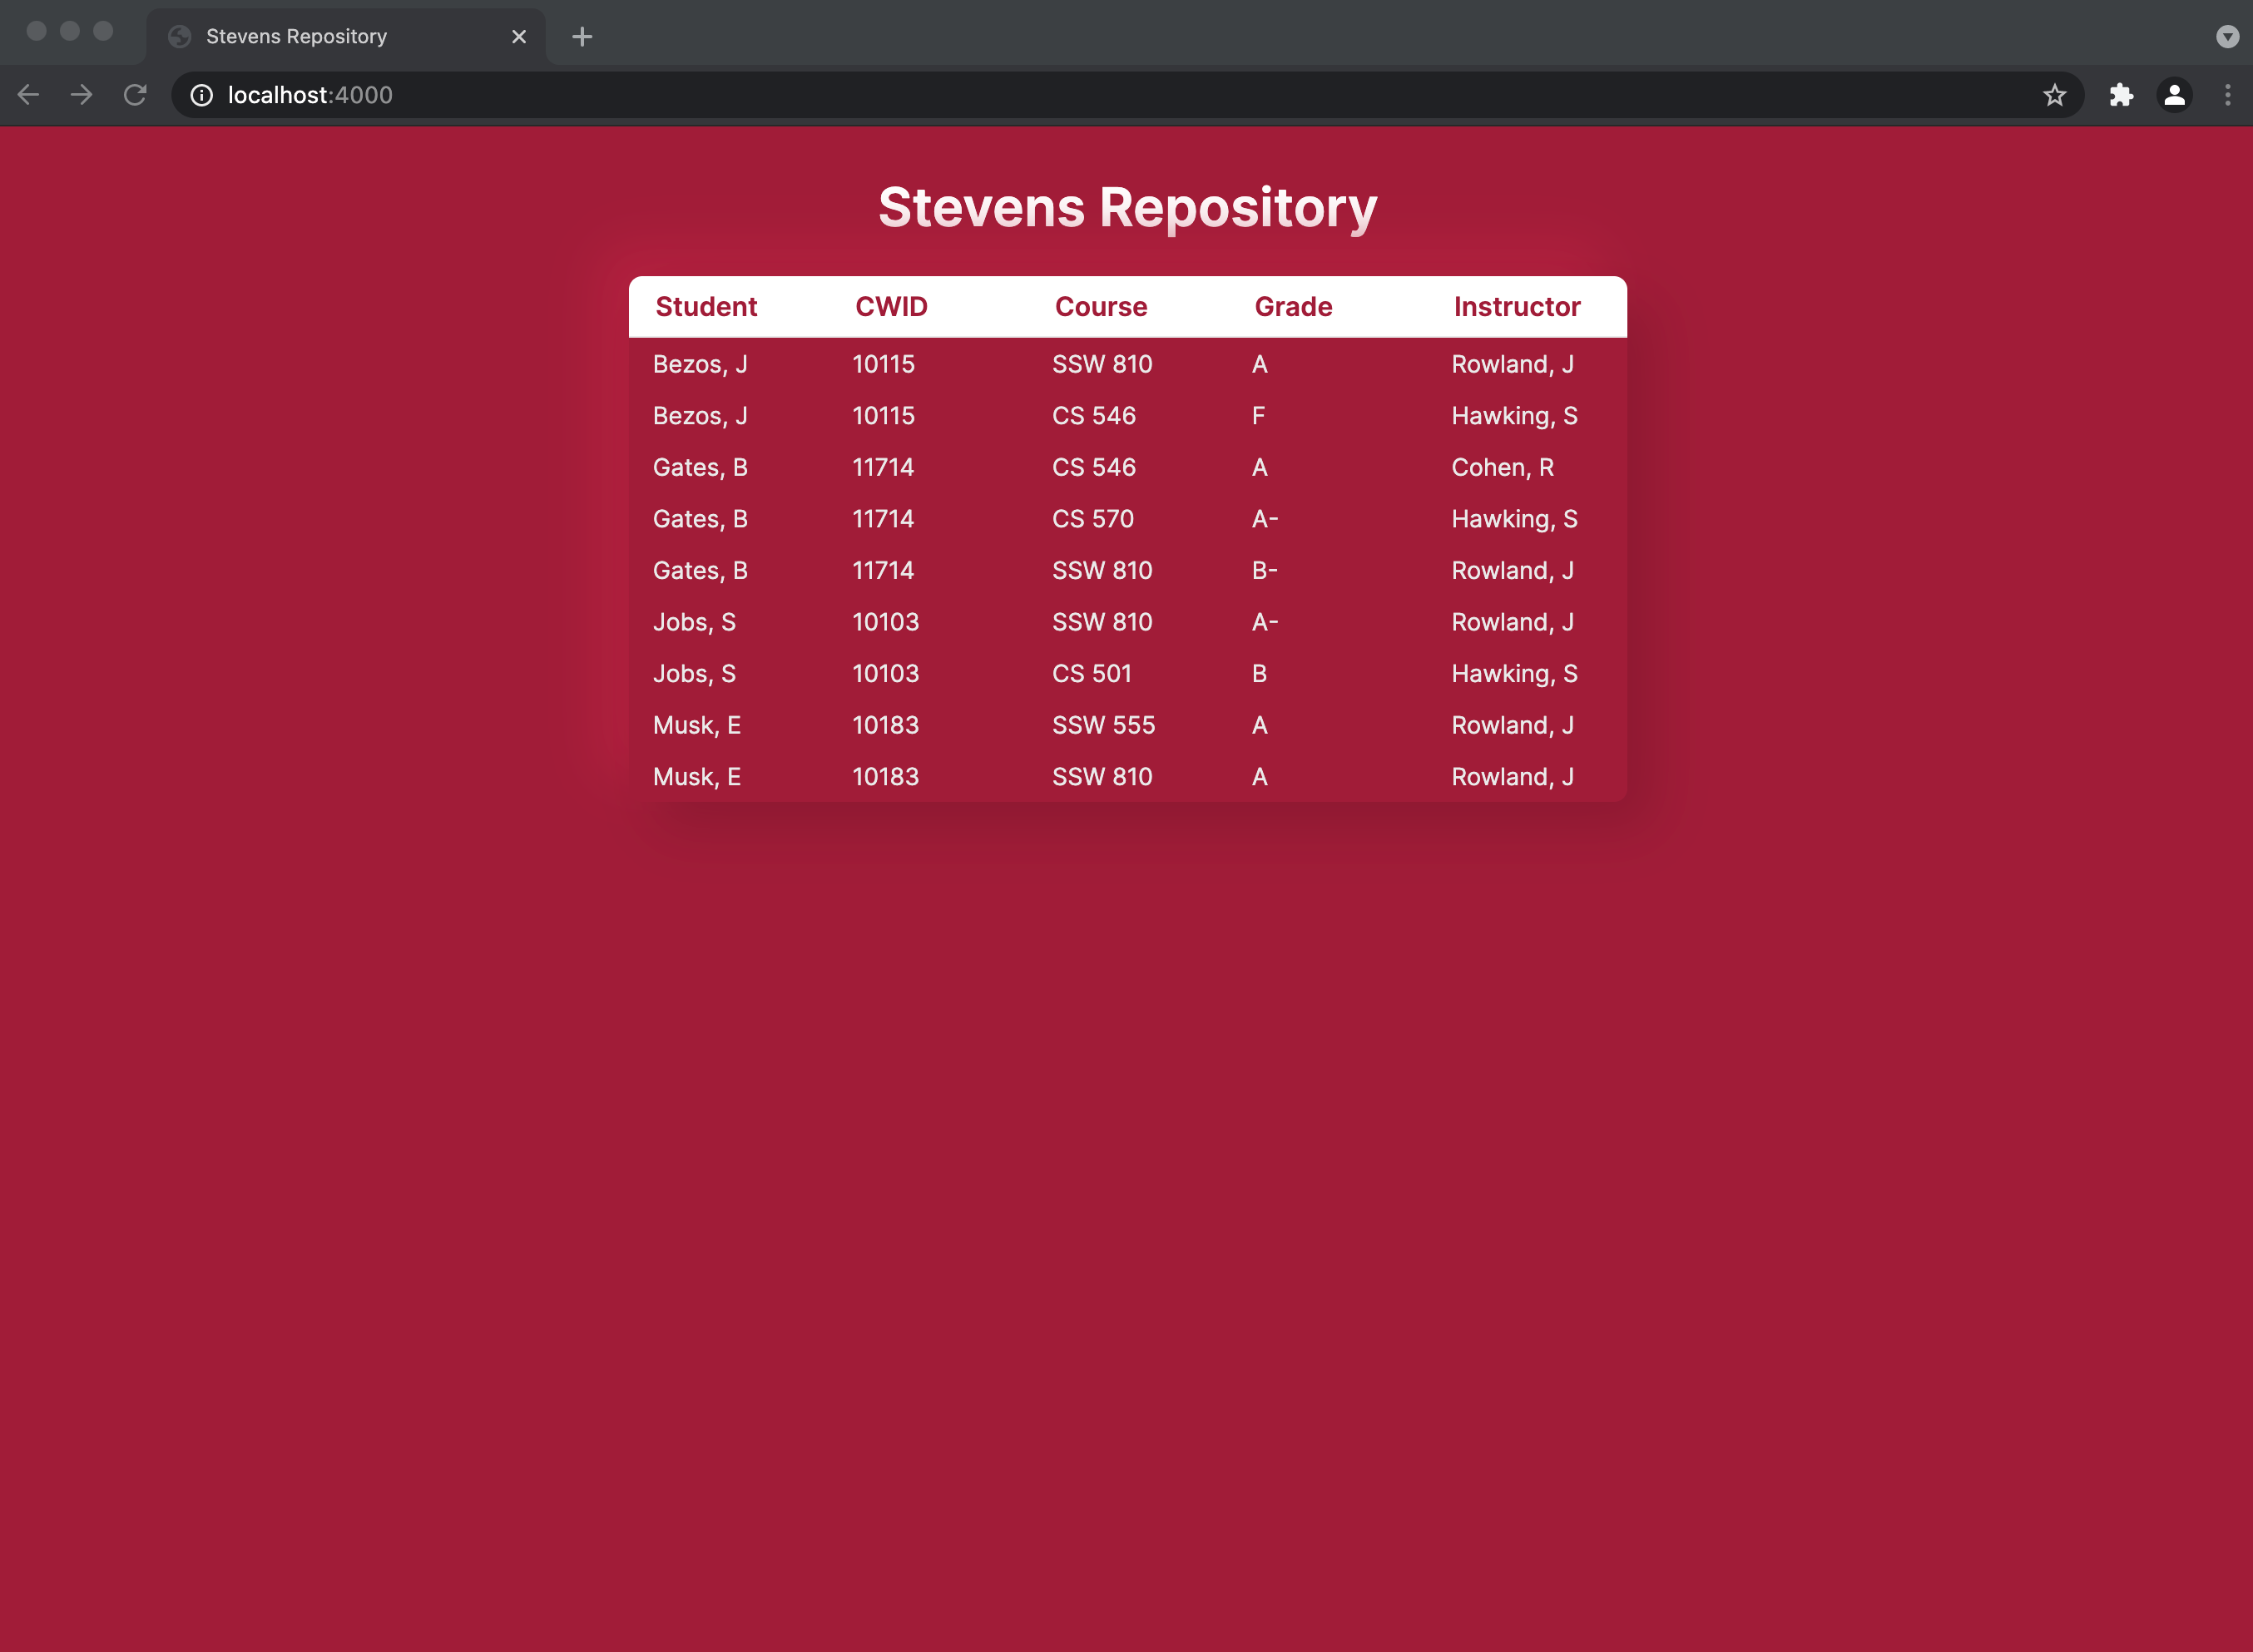 Stevens Repository
localhost:4000
Stevens Repository
Student CWID Course Grade Instructor
Bezos, J 10115 SSW 810 A Rowland, J
Bezos, J 10115 CS 546 F Hawking, S
Gates, B 11714 CS 546 A Cohen, R
Gates, B 11714 CS 570 A- Hawking, S
Gates, B 11714 SSW 810 B- Rowland, J
Jobs, S 10103 SSW 810 A- Rowland, J
Jobs, S 10103 CS 501 B Hawking, S
Musk, E 10183 SSW 555 A Rowland, J
Musk, E 10183 SSW 810 A Rowland, J